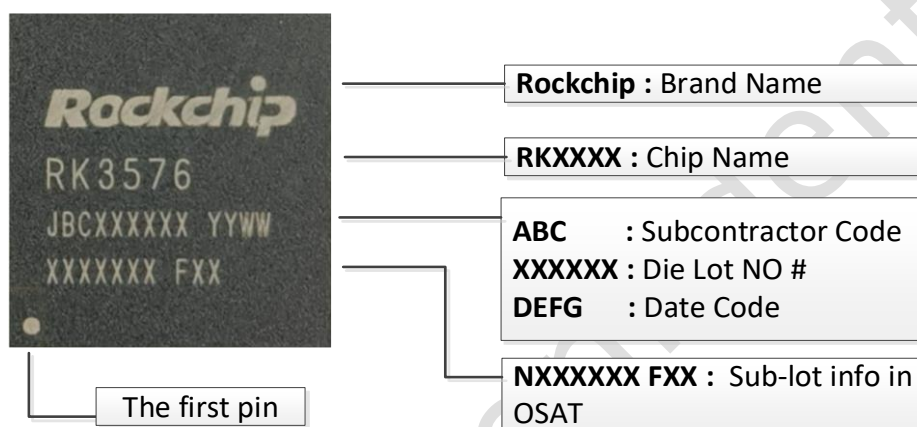 Rockchip
RK3576
JBCXXXXXX YYWW
XXXXXXX FXX
The first pin
Rockchip : Brand Name
RKXXXX : Chip Name
ABC : Subcontractor Code
XXXXXX : Die Lot NO #
DEFG : Date Code
NXXXXXX FXX : Sub-lot info in
OSAT